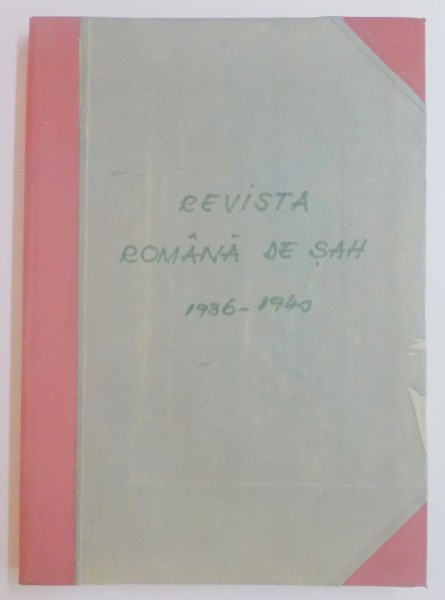 REVISTA
ROMÂNĂ DE ȘAH
1936-1940